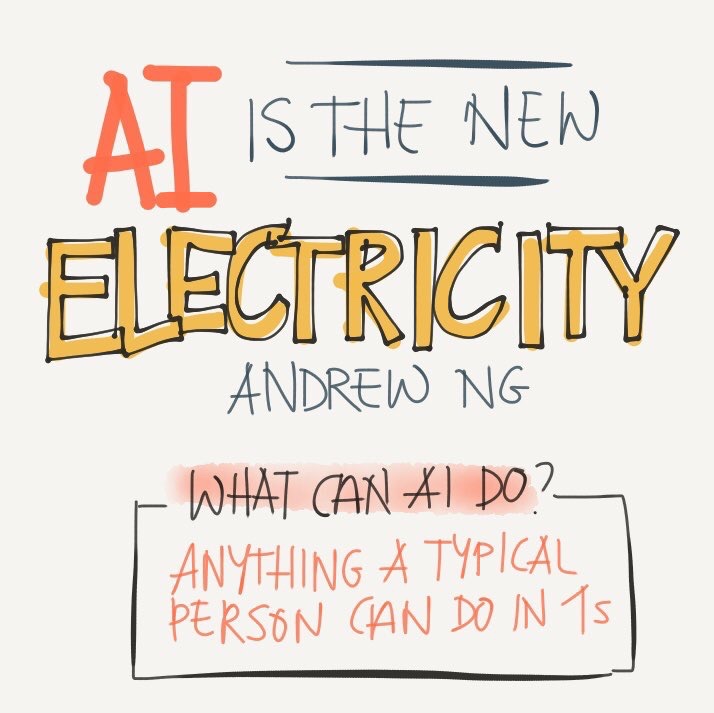 AI IS THE NEW
ELECTRICITY
ANDREW NG
WHAT CAN AI DO?
ANYTHING A TYPICAL
PERSON CAN DO IN 1s